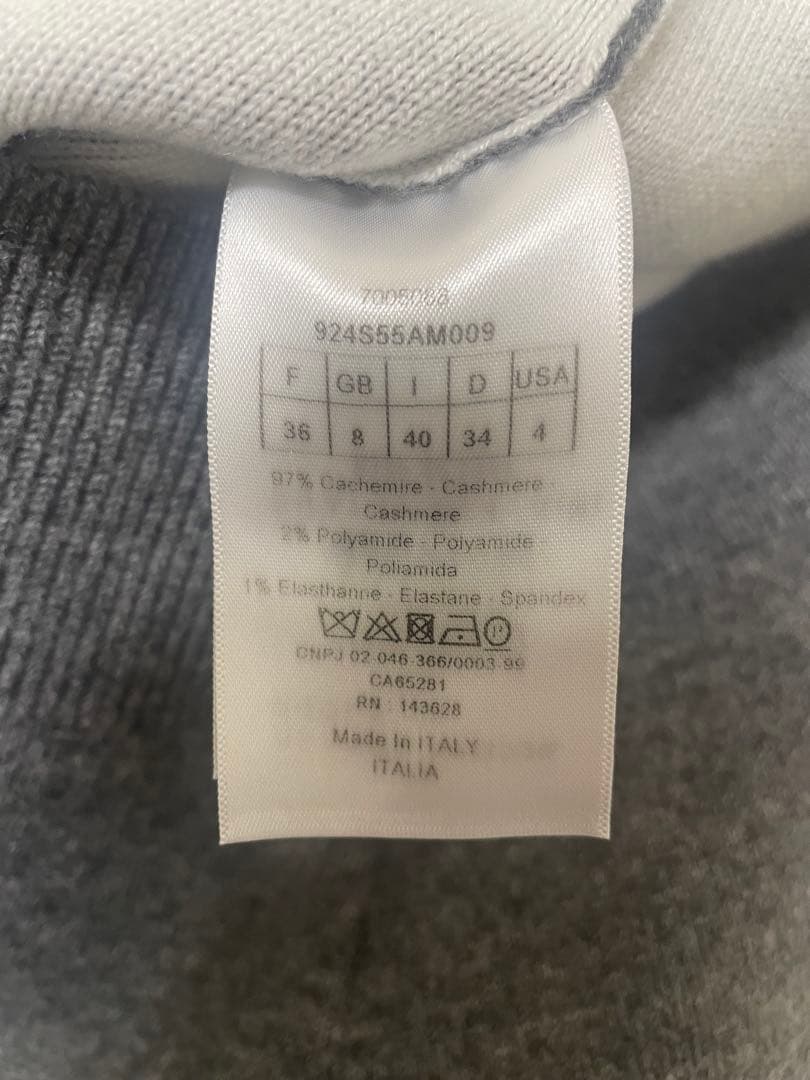 7005088
924S55AM009
F GB I D USA
36 8 40 34 4
97% Cachemire - Cashmere -
Cashmere
2% Polyamide - Polyamide
Poliamida
1% Elasthanne - Elastane - Spandex
P
CNPJ 02-046-366/0003-99
CA65281
RN : 143628
Made In ITALY
ITALIA